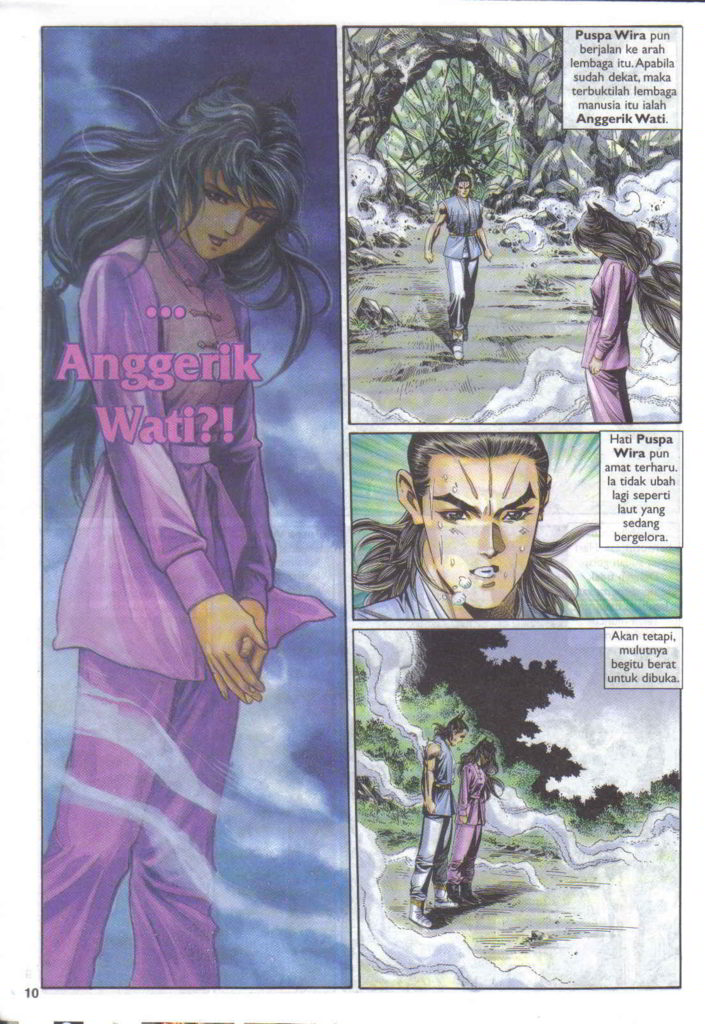 ...
Anggerik
Wati?!
Puspa Wira pun
berjalan ke arah
lembaga itu. Apabila
sudah dekat, maka
terbuktilah lembaga
manusia itu ialah
Anggerik Wati.
Hati Puspa
Wira pun
amat terharu.
Ia tidak ubah
lagi seperti
laut yang
sedang
bergelora.
Akan tetapi,
mulutnya
begitu berat
untuk dibuka.
10